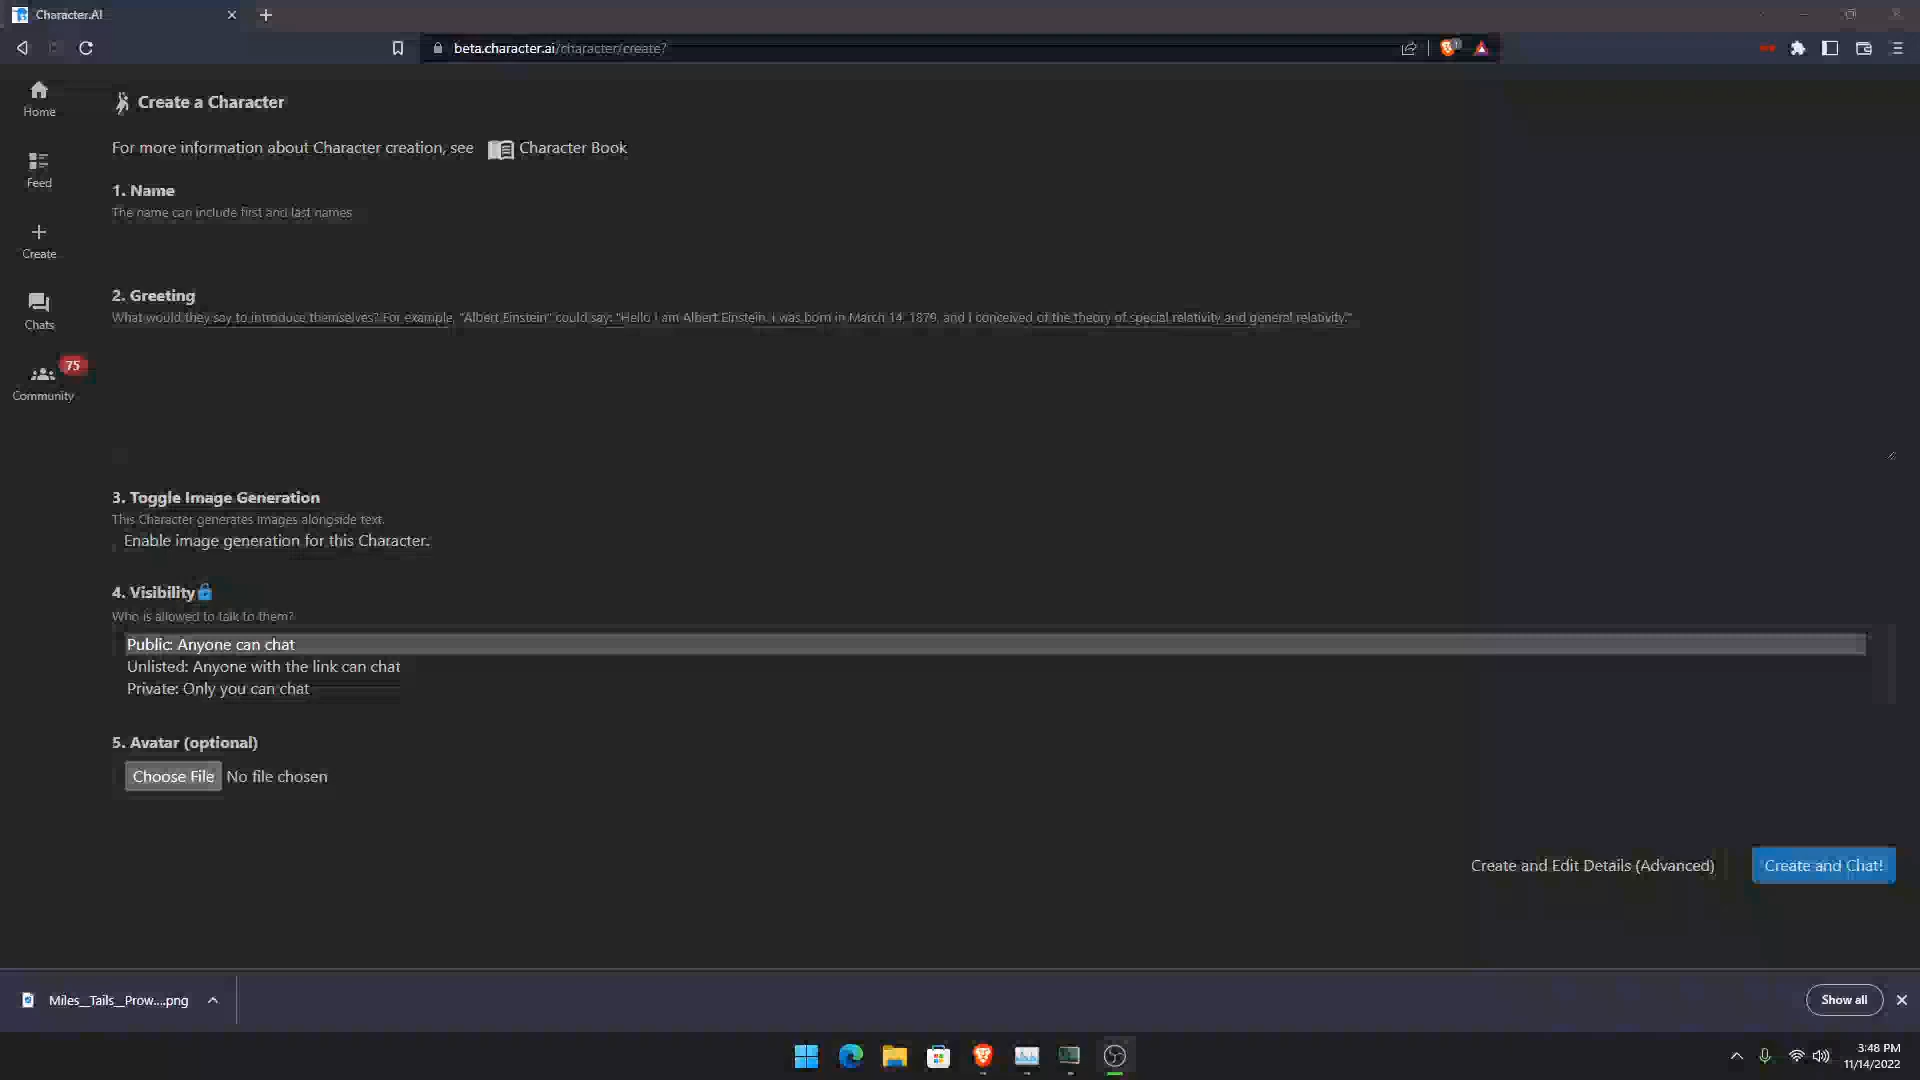 Character.AI
beta.character.ai/character/create?
Home
Feed
Create
Chats
75
Community
Create a Character
For more information about Character creation, see Character Book
1. Name
The name can include first and last names
2. Greeting
What would they say to introduce themselves? For example, "Albert Einstein" could say: "Hello I am Albert Einstein. I was born in March 14, 1879, and I conceived of the theory of special relativity and general relativity."
3. Toggle Image Generation
This Character generates images alongside text.
Enable image generation for this Character.
4. Visibility
Who is allowed to talk to them?
Public: Anyone can chat
Unlisted: Anyone with the link can chat
Private: Only you can chat
5. Avatar (optional)
Choose File No file chosen
Create and Edit Details (Advanced) Create and Chat!
Miles_Tails_Prow....png
Show all
3:48 PM
11/14/2022